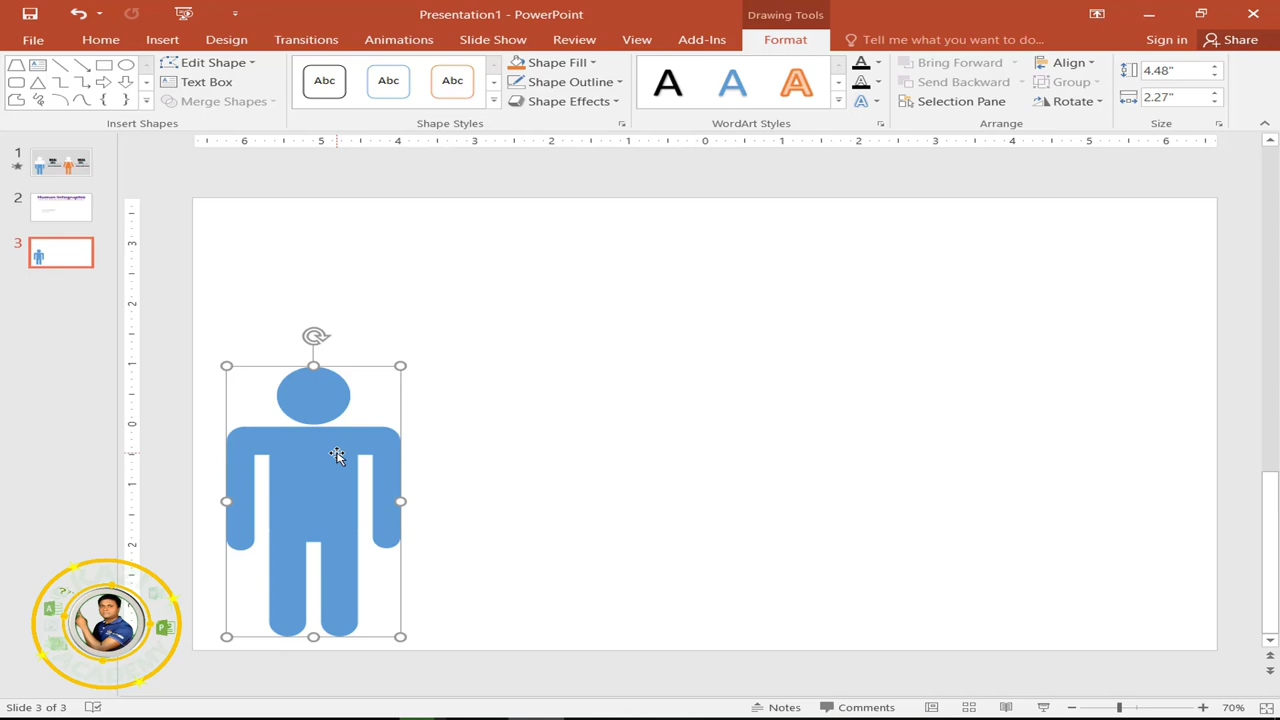 Presentation1 - PowerPoint
Drawing Tools
File
Home
Insert
Design
Transitions
Animations
Slide Show
Review
View
Add-Ins
Format
Tell me what you want to do...
Sign in
Share
Edit Shape
Text Box
Merge Shapes
Insert Shapes
Abc
Abc
Abc
Shape Fill
Shape Outline
Shape Effects
Shape Styles
A
A
A
WordArt Styles
Bring Forward
Send Backward
Selection Pane
Align
Group
Rotate
Arrange
4.48"
2.27"
Size
6 5 4 3 2 1 0 1 2 3 4 5 6
3
2
1
0
1
2
1
2
Human Infographic
3
Slide 3 of 3
Notes
Comments
70%